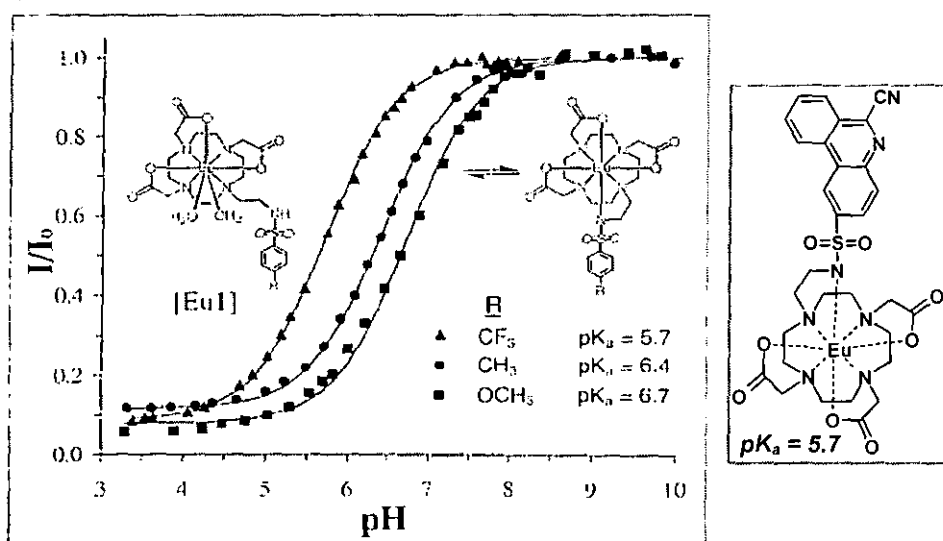 I/I₀
1.0
0.8
0.6
0.4
0.2
0.0
3
4
5
6
7
8
9
10
pH
[Eu1]
R
CF₃ pKₐ = 5.7
CH₃ pKₐ = 6.4
OCH₃ pKₐ = 6.7
CN
N
O=S=O
N
N
N
O
O
Eu
O
O
N
N
O
O
pKₐ = 5.7